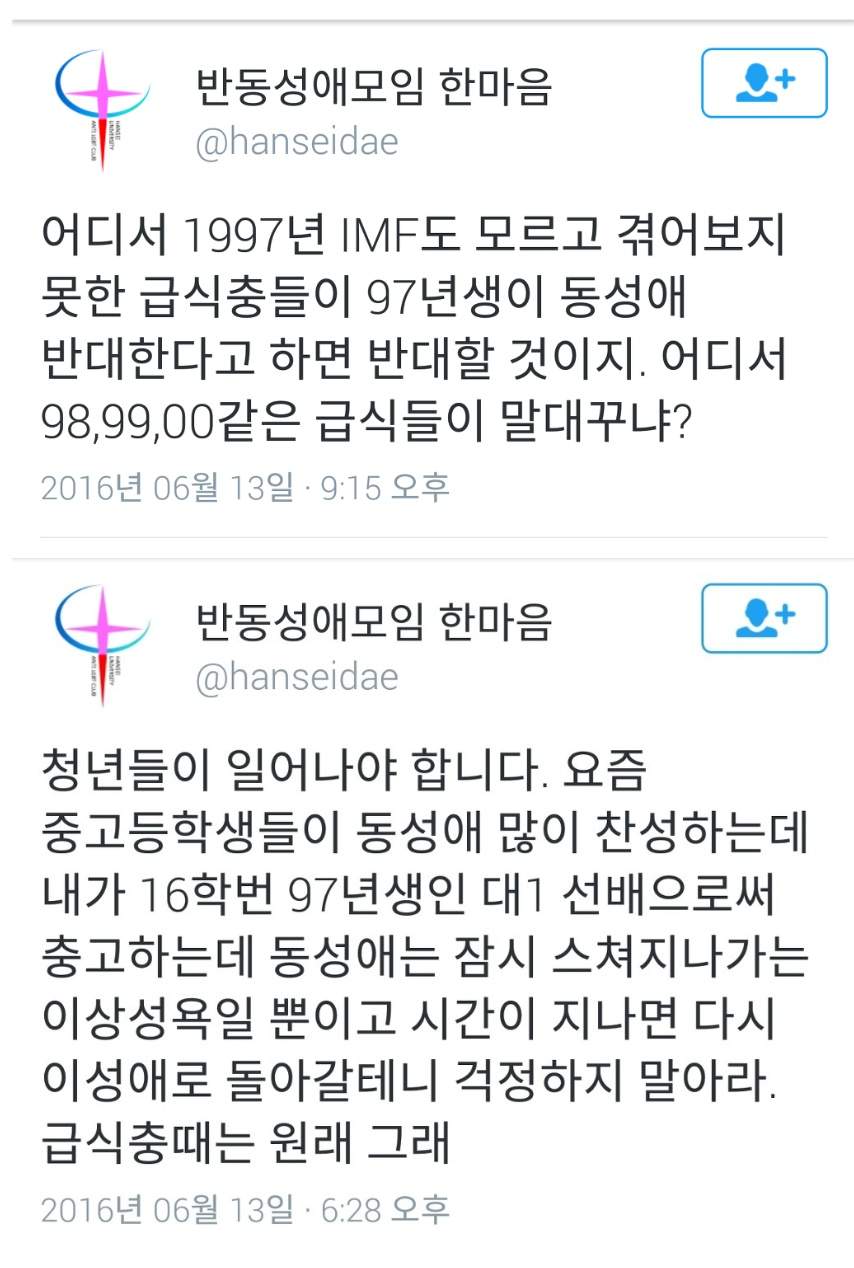 반동성애모임 한마음
@hanseidae
HANSEI
UNIVERSITY
ANTI LGBT CLUB
어디서 1997년 IMF도 모르고 겪어보지
못한 급식충들이 97년생이 동성애
반대한다고 하면 반대할 것이지. 어디서
98,99,00같은 급식들이 말대꾸냐?
2016년 06월 13일 · 9:15 오후
반동성애모임 한마음
@hanseidae
HANSEI
UNIVERSITY
ANTI LGBT CLUB
청년들이 일어나야 합니다. 요즘
중고등학생들이 동성애 많이 찬성하는데
내가 16학번 97년생인 대1 선배으로써
충고하는데 동성애는 잠시 스쳐지나가는
이상성욕일 뿐이고 시간이 지나면 다시
이성애로 돌아갈테니 걱정하지 말아라.
급식충때는 원래 그래
2016년 06월 13일 · 6:28 오후